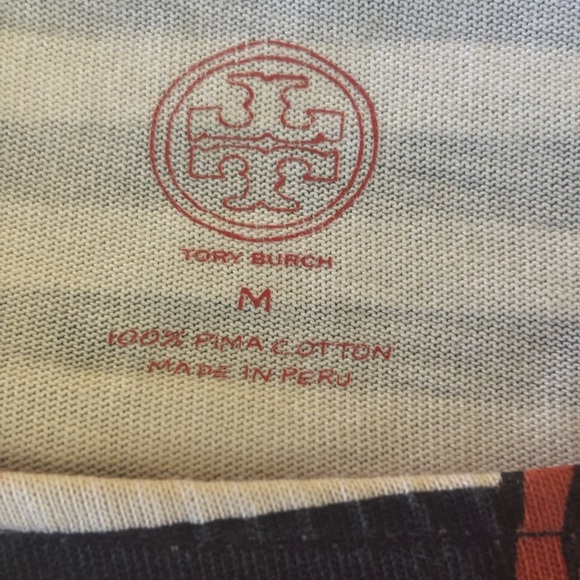 TORY BURCH
M
100% PIMA COTTON
MADE IN PERU